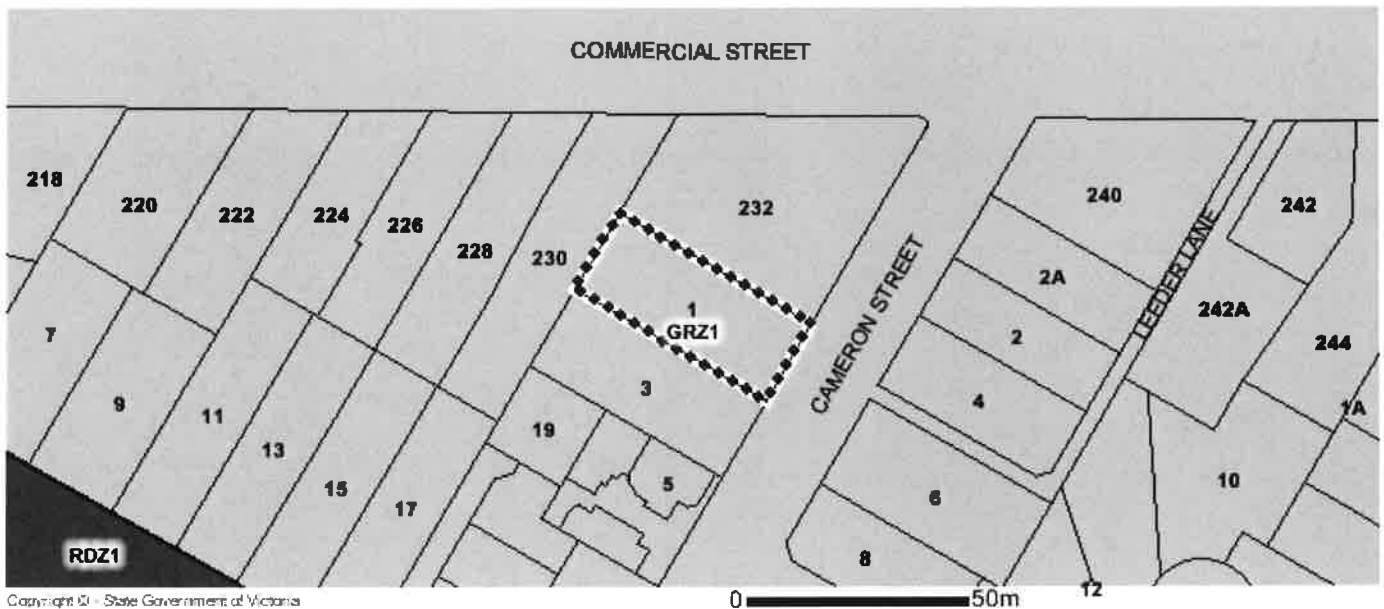 COMMERCIAL STREET
218
220
222
224
226
228
230
232
240
242
2A
242A
244
LEEDER LANE
CAMERON STREET
1
GRZ1
2
7
9
11
13
15
17
3
19
5
4
1A
6
10
8
12
RDZ1
Copyright © - State Government of Victoria
0 50m